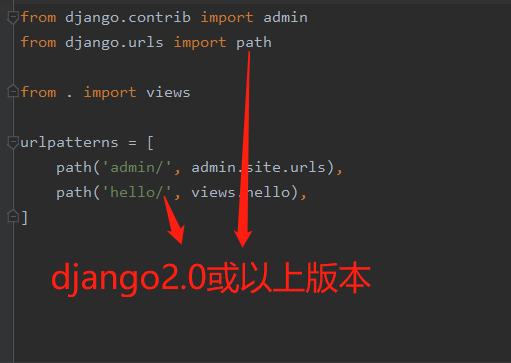 from django.contrib import admin
from django.urls import path
from . import views
urlpatterns = [
path('admin/', admin.site.urls),
path('hello/', views.hello),
]
django2.0或以上版本